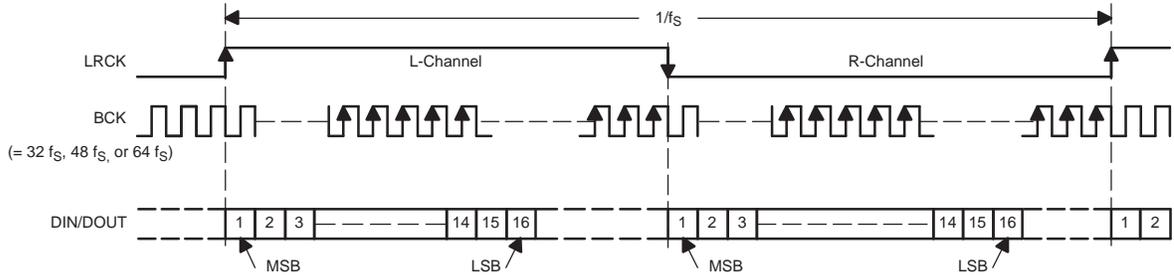 1/fS
LRCK
L-Channel
R-Channel
BCK
(= 32 fS, 48 fS, or 64 fS)
DIN/DOUT
1 2 3 14 15 16 1 2 3 14 15 16 1 2
MSB LSB MSB LSB